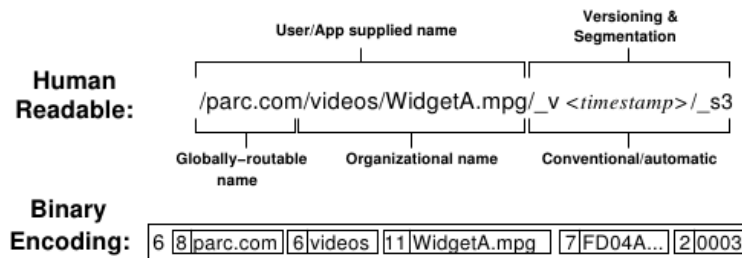 User/App supplied name
Versioning &
Segmentation
Human
Readable:
/parc.com/videos/WidgetA.mpg/_v <timestamp>/_s3
Globally–routable
name
Organizational name
Conventional/automatic
Binary
Encoding:
6 8 parc.com 6 videos 11 WidgetA.mpg 7 FD04A... 2 0003